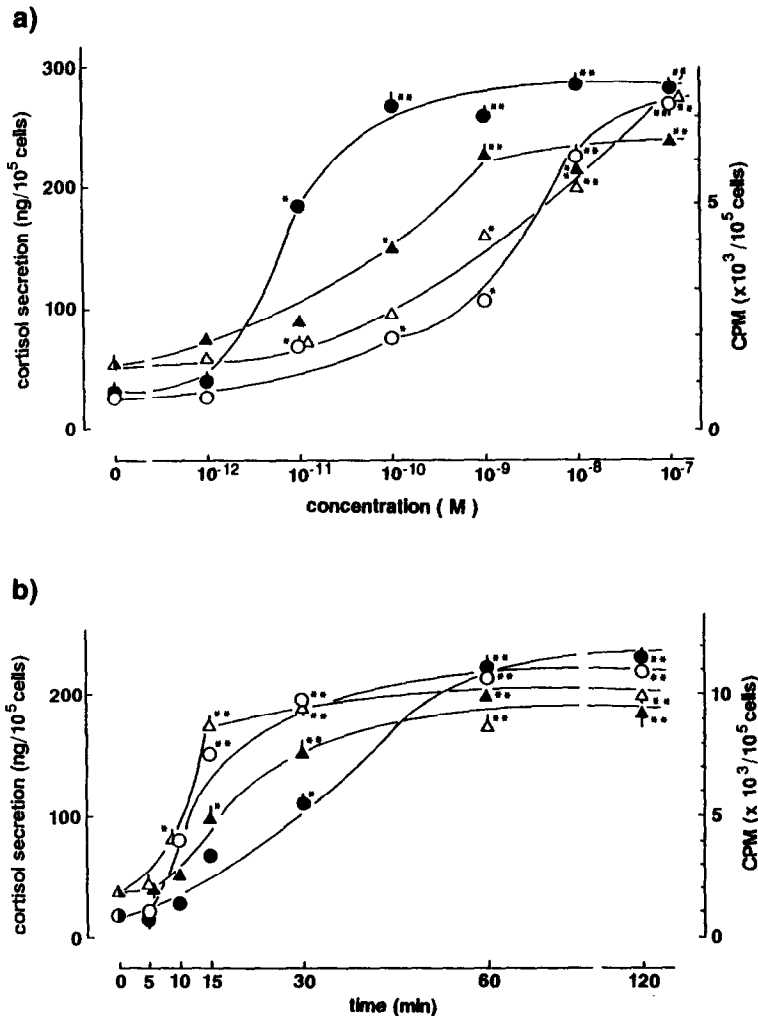 a)
300
200
100
0
cortisol secretion (ng/10⁵ cells)
5
0
CPM (x10³/10⁵ cells)
0 10⁻¹² 10⁻¹¹ 10⁻¹⁰ 10⁻⁹ 10⁻⁸ 10⁻⁷
concentration ( M )
b)
200
100
0
cortisol secretion (ng/10⁵ cells)
10
5
0
CPM (x 10³/10⁵ cells)
0 5 10 15 30 60 120
time (min)